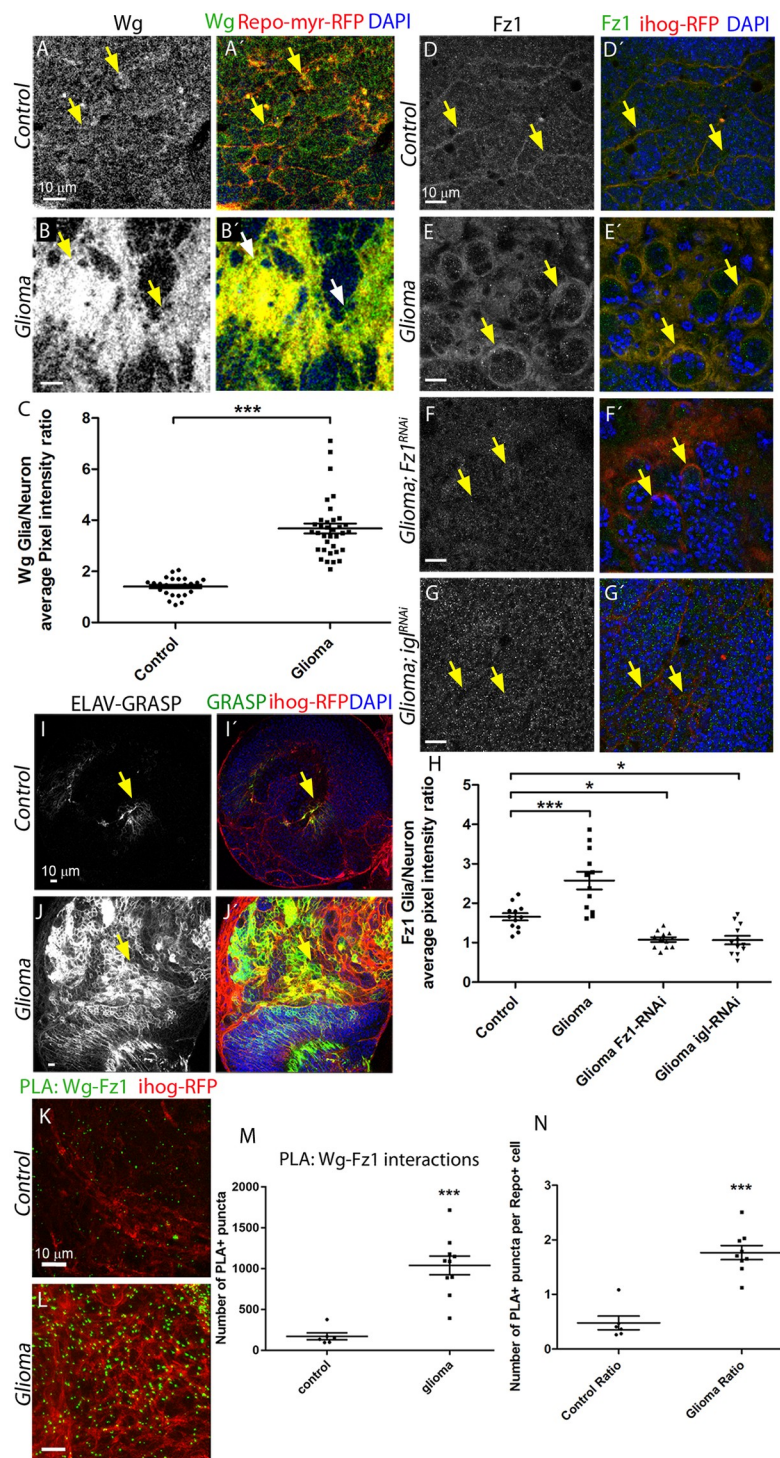 Wg
Wg Repo-myr-RFP DAPI
A
A´
Control
10 µm
B
B´
Glioma
C
***
Wg Glia/Neuron
average Pixel intensity ratio
8
6
4
2
0
Control
Glioma
Fz1
Fz1 ihog-RFP DAPI
D
D´
Control
10 µm
E
E´
Glioma
F
F´
Glioma; Fz1RNAi
G
G´
Glioma; iglRNAi
H
*
*
***
Fz1 Glia/Neuron
average pixel intensity ratio
5
4
3
2
1
0
Control
Glioma
Glioma Fz1-RNAi
Glioma igl-RNAi
ELAV-GRASP
GRASP ihog-RFP DAPI
I
I´
Control
10 µm
J
J´
Glioma
PLA: Wg-Fz1 ihog-RFP
K
Control
10 µm
L
Glioma
M
PLA: Wg-Fz1 interactions
***
Number of PLA+ puncta
2000
1500
1000
500
0
control
glioma
N
***
Number of PLA+ puncta per Repo+ cell
3
2
1
0
Control Ratio
Glioma Ratio